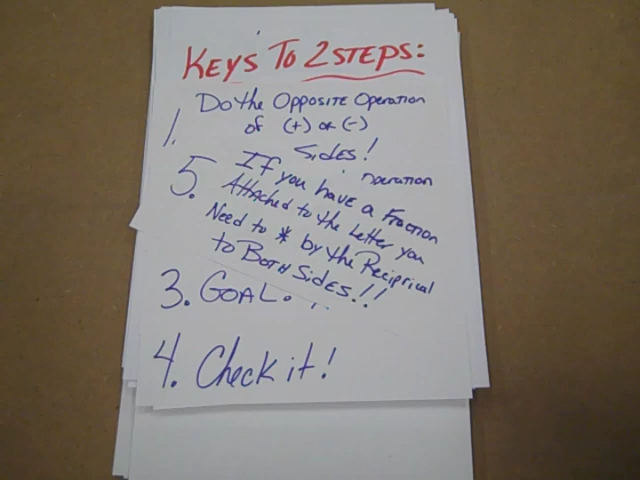 KEYS TO 2 STEPS:
1. Do the Opposite Operation
of (+) or (-)
Sides!
operation
5. If you have a Fraction
Attached to the Letter you
Need to * by the Reciprical
to BOTH SIDES!!
3. GOAL.
4. Check it!